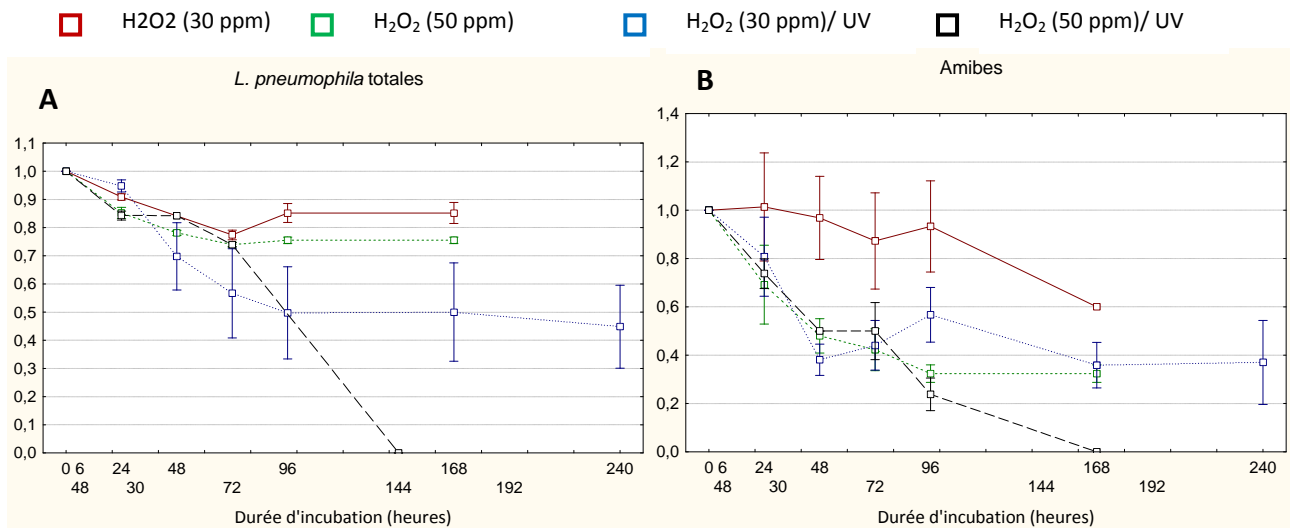 H2O2 (30 ppm) H₂O₂ (50 ppm) H₂O₂ (30 ppm)/ UV H₂O₂ (50 ppm)/ UV
A
L. pneumophila totales
1,1
1,0
0,9
0,8
0,7
0,6
0,5
0,4
0,3
0,2
0,1
0,0
0 6 24 48 96 168 240
48 30 72 144 192
Durée d'incubation (heures)
B
Amibes
1,4
1,2
1,0
0,8
0,6
0,4
0,2
0,0
0 6 24 48 96 168 240
48 30 72 144 192
Durée d'incubation (heures)